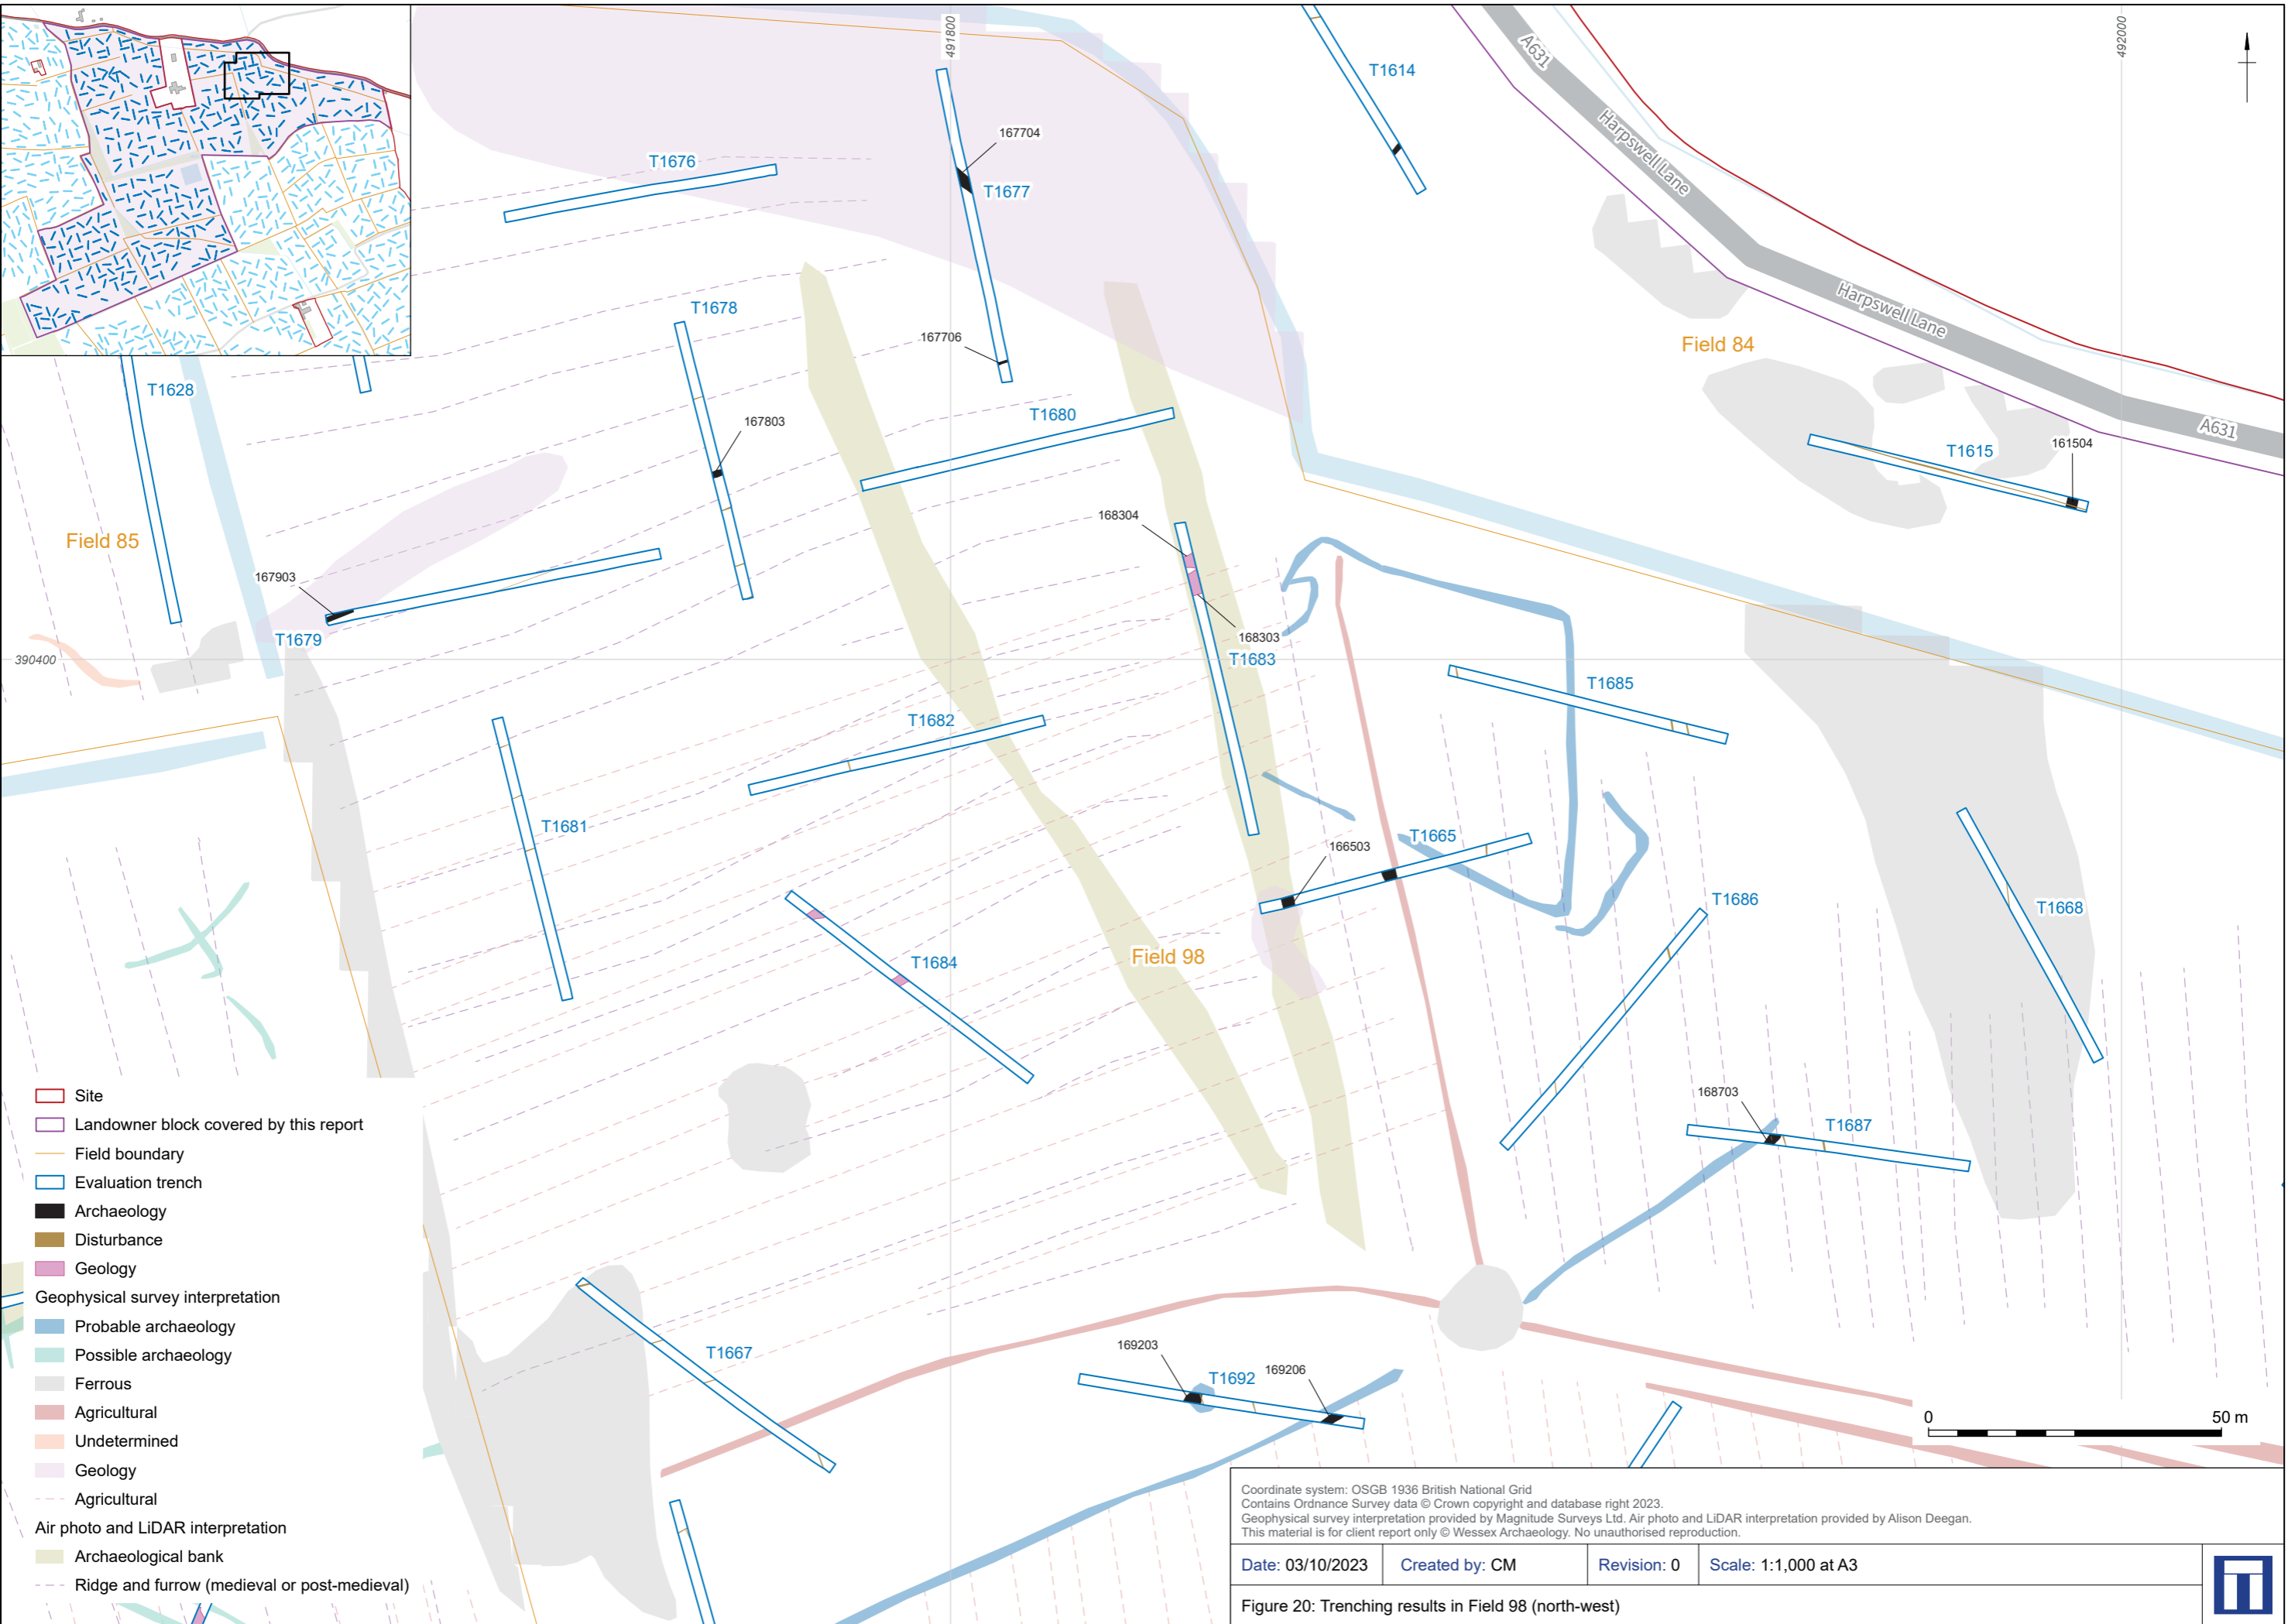 491800
492000
A631
Harpswell Lane
Harpswell Lane
A631
T1614
167704
T1676
T1677
T1678
Field 84
167706
T1628
T1680
167803
T1615
161504
168304
Field 85
167903
168303
T1679
T1683
390400
T1685
T1682
T1681
T1665
166503
T1686
T1668
Field 98
T1684
168703
T1687
Site
Landowner block covered by this report
Field boundary
Evaluation trench
Archaeology
Disturbance
Geology
Geophysical survey interpretation
Probable archaeology
Possible archaeology
Ferrous
Agricultural
Undetermined
Geology
Agricultural
Air photo and LiDAR interpretation
Archaeological bank
Ridge and furrow (medieval or post-medieval)
T1667
169203
T1692
169206
0 50 m
Coordinate system: OSGB 1936 British National Grid
Contains Ordnance Survey data © Crown copyright and database right 2023.
Geophysical survey interpretation provided by Magnitude Surveys Ltd. Air photo and LiDAR interpretation provided by Alison Deegan.
This material is for client report only © Wessex Archaeology. No unauthorised reproduction.
Date: 03/10/2023 Created by: CM Revision: 0 Scale: 1:1,000 at A3
Figure 20: Trenching results in Field 98 (north-west)